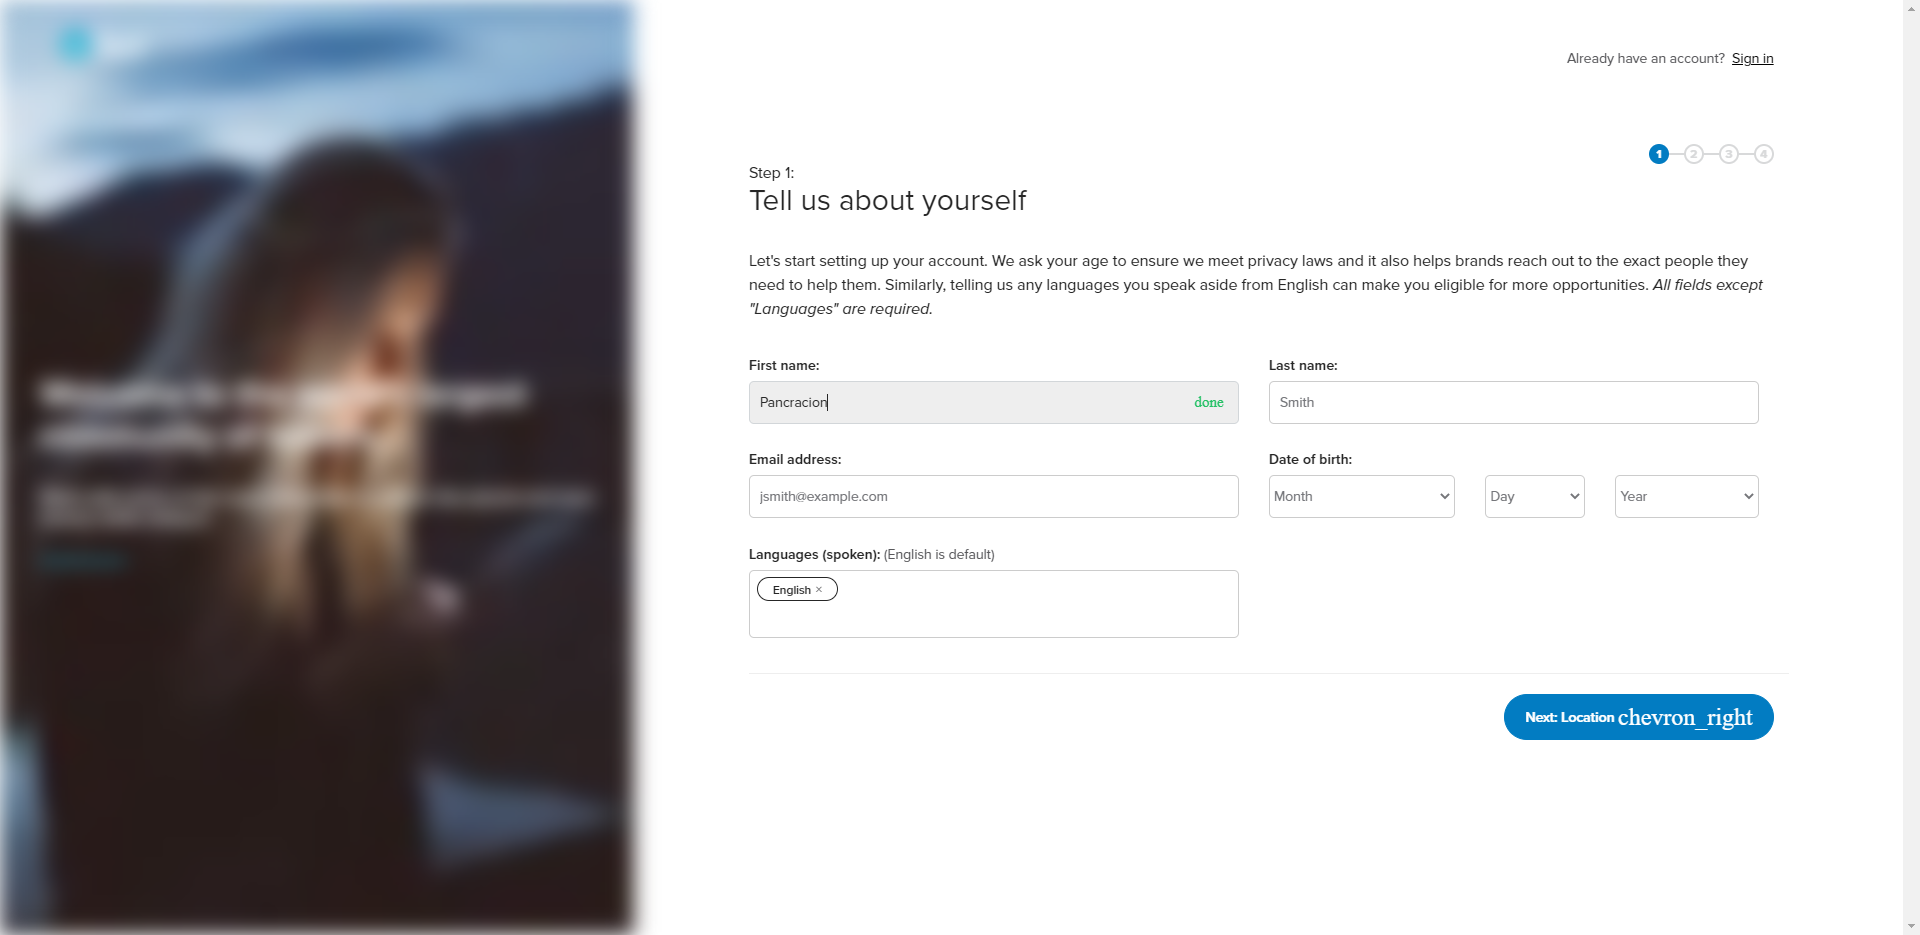 Already have an account? Sign in
1 2 3 4
Step 1:
Tell us about yourself
Let's start setting up your account. We ask your age to ensure we meet privacy laws and it also helps brands reach out to the exact people they
need to help them. Similarly, telling us any languages you speak aside from English can make you eligible for more opportunities. All fields except
"Languages" are required.
First name: Last name:
Pancracion done Smith
Email address: Date of birth:
jsmith@example.com Month Day Year
Languages (spoken): (English is default)
English ×
Next: Location chevron_right